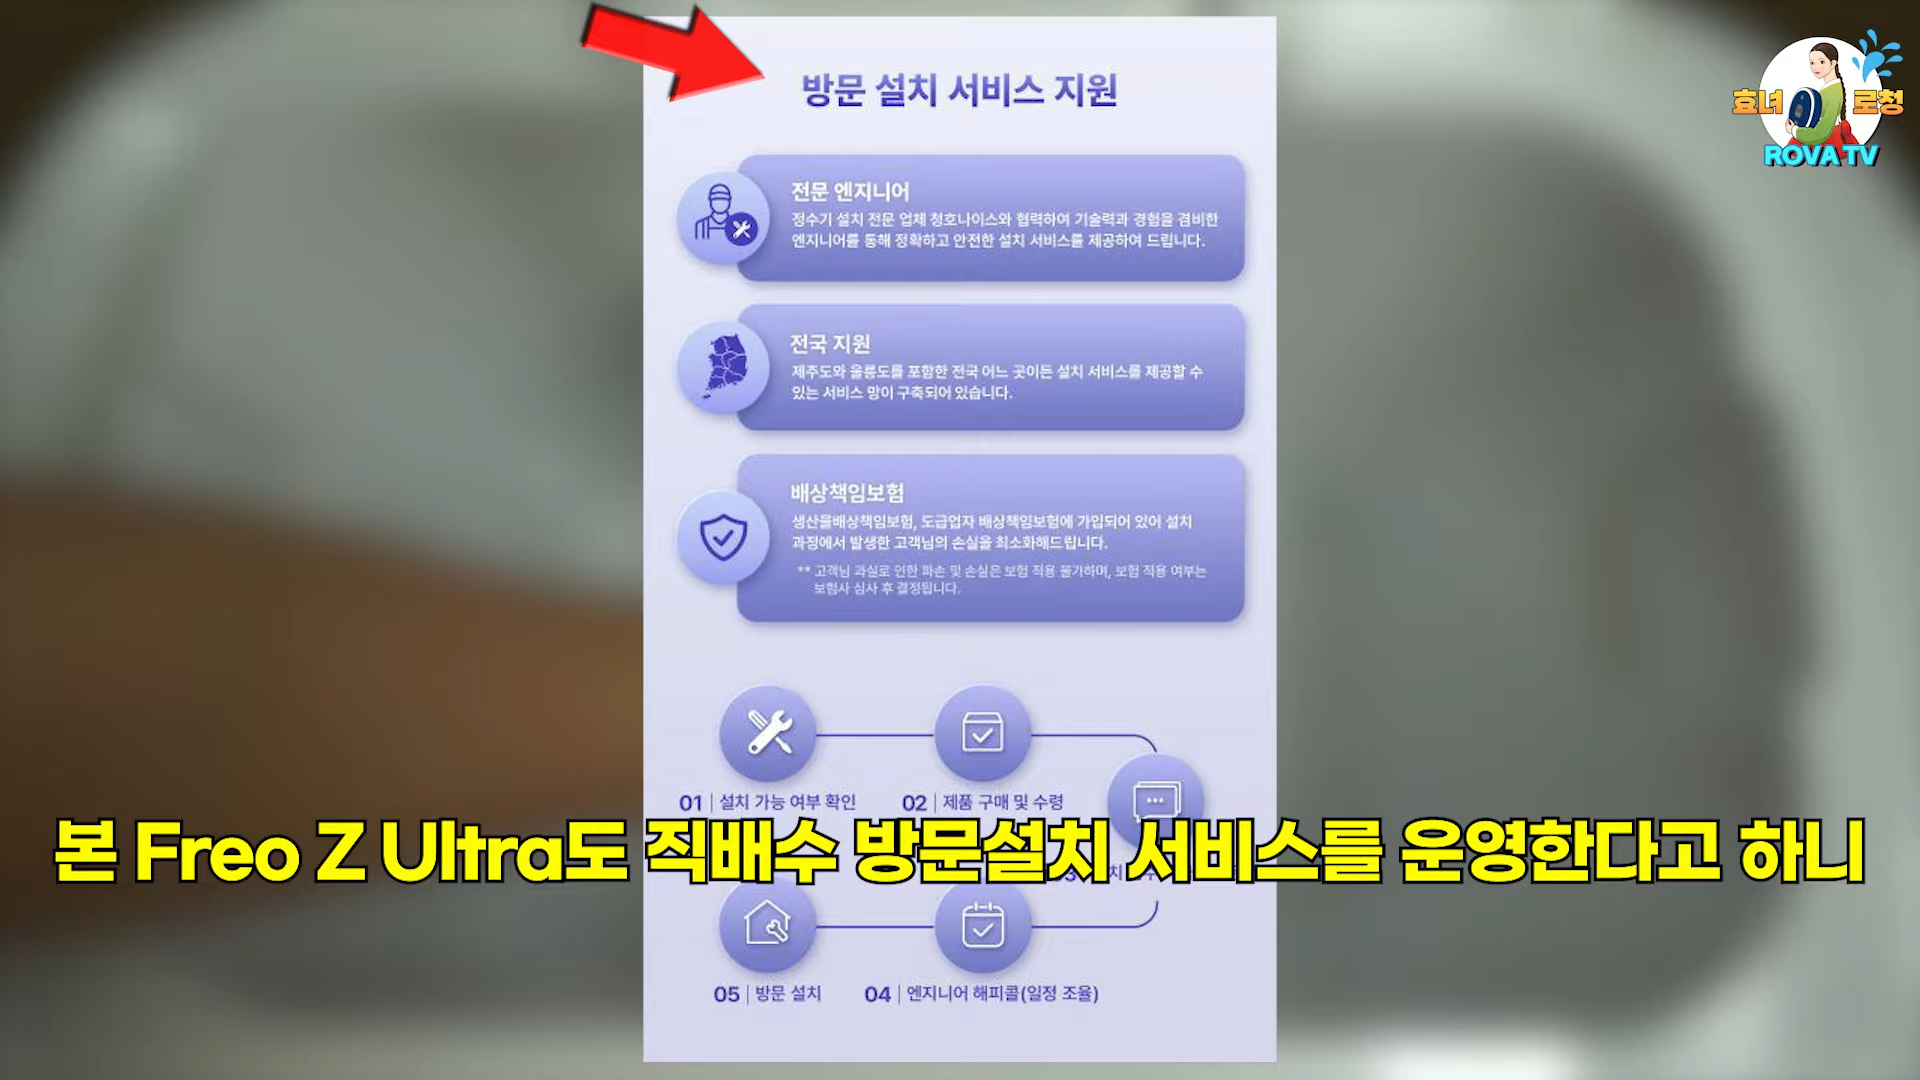 방문 설치 서비스 지원
효녀 로청
ROVA TV
전문 엔지니어
정수기 설치 전문 업체 청호나이스와 협력하여 기술력과 경험을 겸비한
엔지니어를 통해 정확하고 안전한 설치 서비스를 제공하여 드립니다.
전국 지원
제주도와 울릉도를 포함한 전국 어느 곳이든 설치 서비스를 제공할 수
있는 서비스 망이 구축되어 있습니다.
배상책임보험
생산물배상책임보험, 도급업자 배상책임보험에 가입되어 있어 설치
과정에서 발생한 고객님의 손실을 최소화해드립니다.
** 고객님 과실로 인한 파손 및 손실은 보험 적용 불가하며, 보험 적용 여부는
보험사 심사 후 결정됩니다.
01 | 설치 가능 여부 확인
02 | 제품 구매 및 수령
본 Freo Z Ultra도 직배수 방문설치 서비스를 운영한다고 하니
05 | 방문 설치
04 | 엔지니어 해피콜(일정 조율)